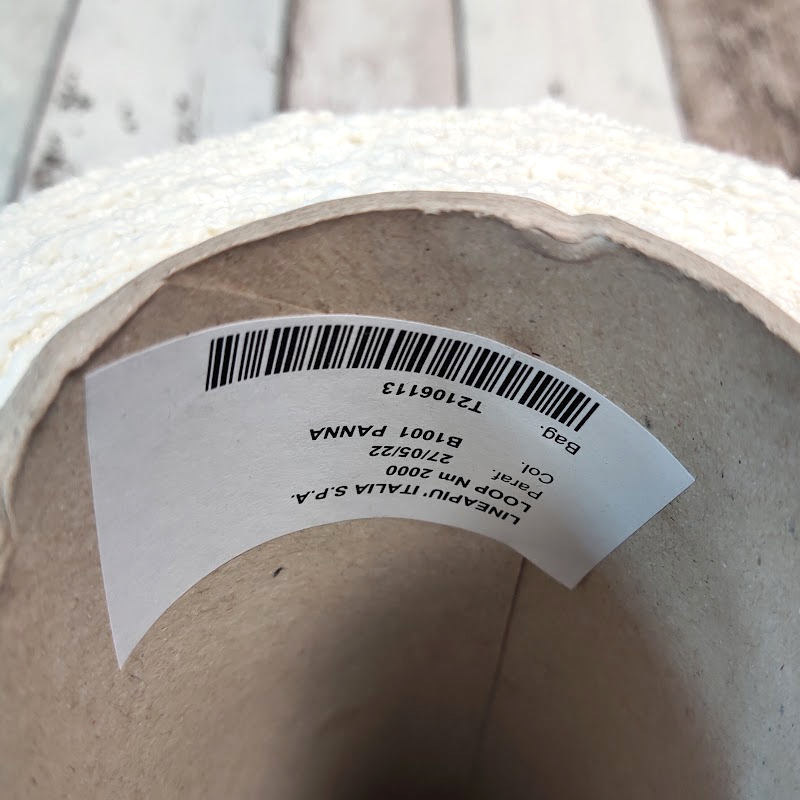 LINEAPIU' ITALIA S.P.A.
LOOP Nm 2000
Paraf. 27/05/22
Col. B1001 PANNA
Bag. T2106113